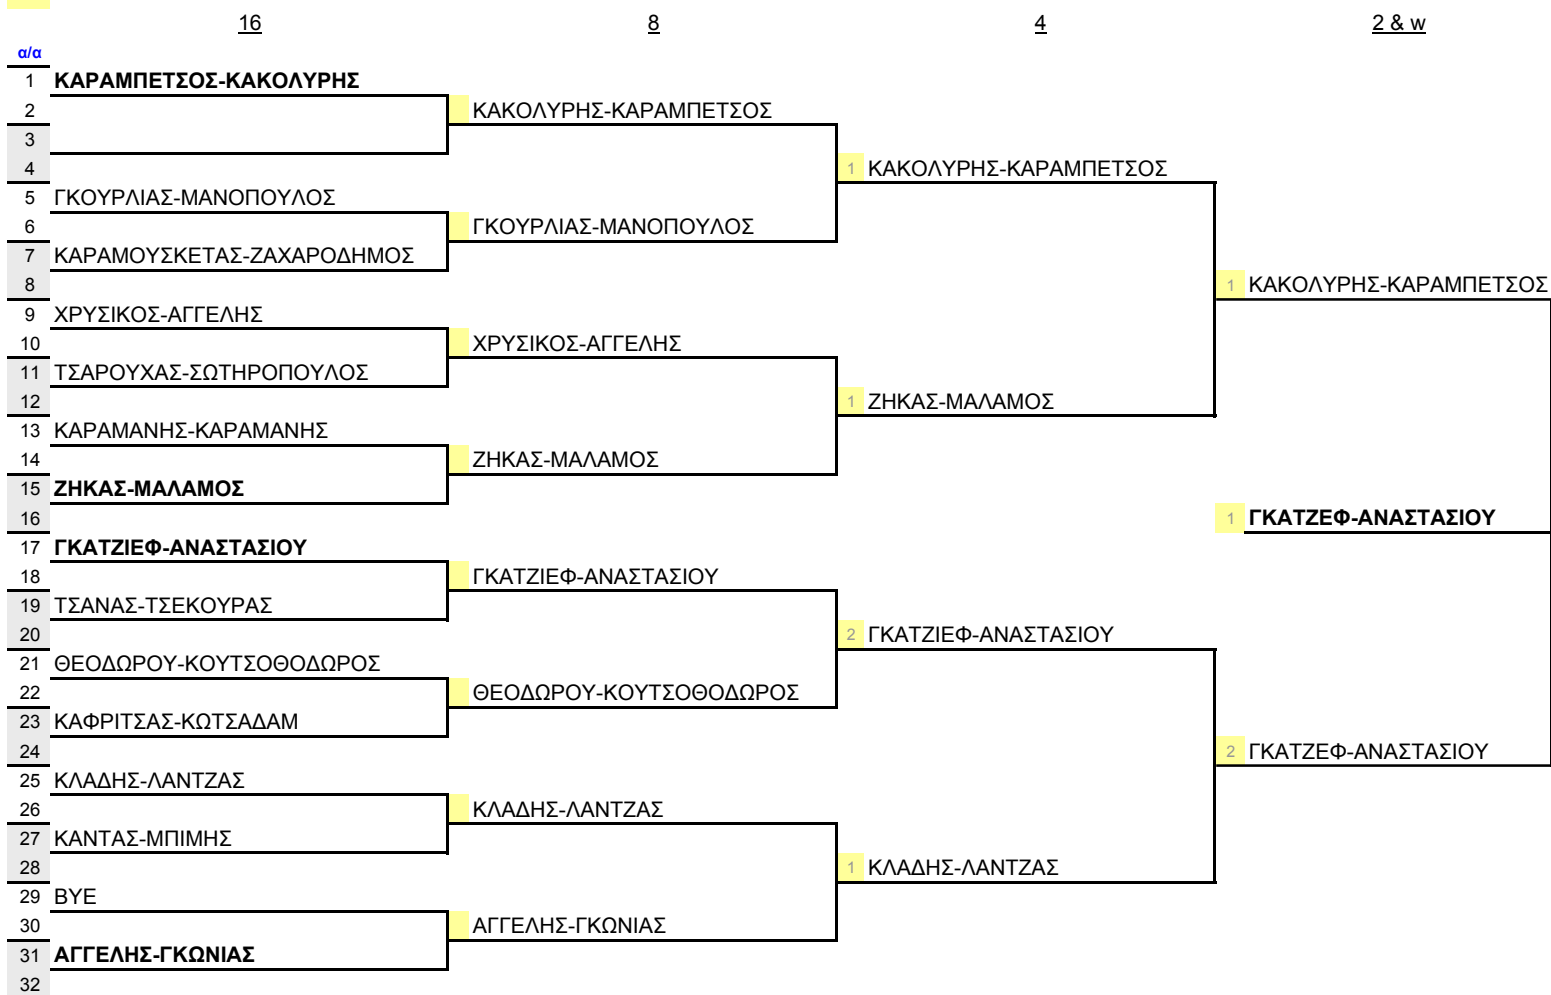 16 8 4 2 & w
α/α
1 ΚΑΡΑΜΠΕΤΣΟΣ-ΚΑΚΟΛΥΡΗΣ
2 ΚΑΚΟΛΥΡΗΣ-ΚΑΡΑΜΠΕΤΣΟΣ
3
4 1 ΚΑΚΟΛΥΡΗΣ-ΚΑΡΑΜΠΕΤΣΟΣ
5 ΓΚΟΥΡΛΙΑΣ-ΜΑΝΟΠΟΥΛΟΣ
6 ΓΚΟΥΡΛΙΑΣ-ΜΑΝΟΠΟΥΛΟΣ
7 ΚΑΡΑΜΟΥΣΚΕΤΑΣ-ΖΑΧΑΡΟΔΗΜΟΣ
8 1 ΚΑΚΟΛΥΡΗΣ-ΚΑΡΑΜΠΕΤΣΟΣ
9 ΧΡΥΣΙΚΟΣ-ΑΓΓΕΛΗΣ
10 ΧΡΥΣΙΚΟΣ-ΑΓΓΕΛΗΣ
11 ΤΣΑΡΟΥΧΑΣ-ΣΩΤΗΡΟΠΟΥΛΟΣ
12 1 ΖΗΚΑΣ-ΜΑΛΑΜΟΣ
13 ΚΑΡΑΜΑΝΗΣ-ΚΑΡΑΜΑΝΗΣ
14 ΖΗΚΑΣ-ΜΑΛΑΜΟΣ
15 ΖΗΚΑΣ-ΜΑΛΑΜΟΣ
16 1 ΓΚΑΤΖΕΦ-ΑΝΑΣΤΑΣΙΟΥ
17 ΓΚΑΤΖΙΕΦ-ΑΝΑΣΤΑΣΙΟΥ
18 ΓΚΑΤΖΙΕΦ-ΑΝΑΣΤΑΣΙΟΥ
19 ΤΣΑΝΑΣ-ΤΣΕΚΟΥΡΑΣ
20 2 ΓΚΑΤΖΙΕΦ-ΑΝΑΣΤΑΣΙΟΥ
21 ΘΕΟΔΩΡΟΥ-ΚΟΥΤΣΟΘΟΔΩΡΟΣ
22 ΘΕΟΔΩΡΟΥ-ΚΟΥΤΣΟΘΟΔΩΡΟΣ
23 ΚΑΦΡΙΤΣΑΣ-ΚΩΤΣΑΔΑΜ
24 2 ΓΚΑΤΖΕΦ-ΑΝΑΣΤΑΣΙΟΥ
25 ΚΛΑΔΗΣ-ΛΑΝΤΖΑΣ
26 ΚΛΑΔΗΣ-ΛΑΝΤΖΑΣ
27 ΚΑΝΤΑΣ-ΜΠΙΜΗΣ
28 1 ΚΛΑΔΗΣ-ΛΑΝΤΖΑΣ
29 BYE
30 ΑΓΓΕΛΗΣ-ΓΚΩΝΙΑΣ
31 ΑΓΓΕΛΗΣ-ΓΚΩΝΙΑΣ
32